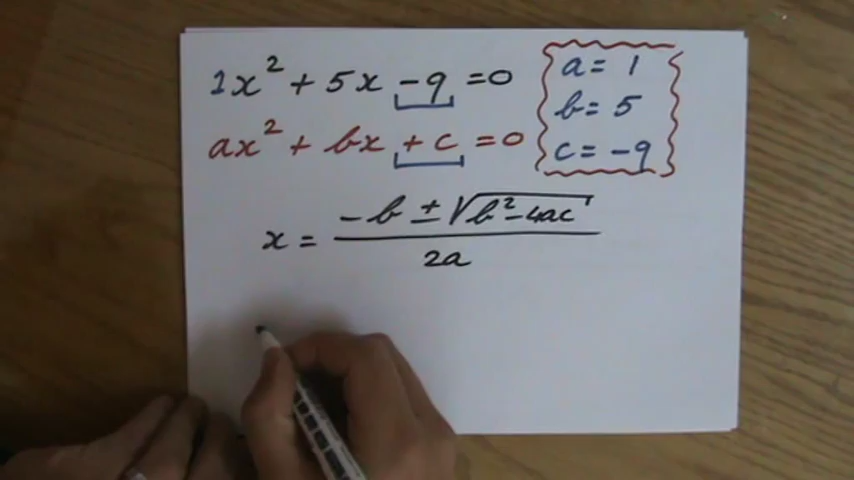 1x² + 5x - 9 = 0
ax² + bx + c = 0
a = 1
b = 5
c = -9
x = (-b ± √(b² - 4ac)) / 2a